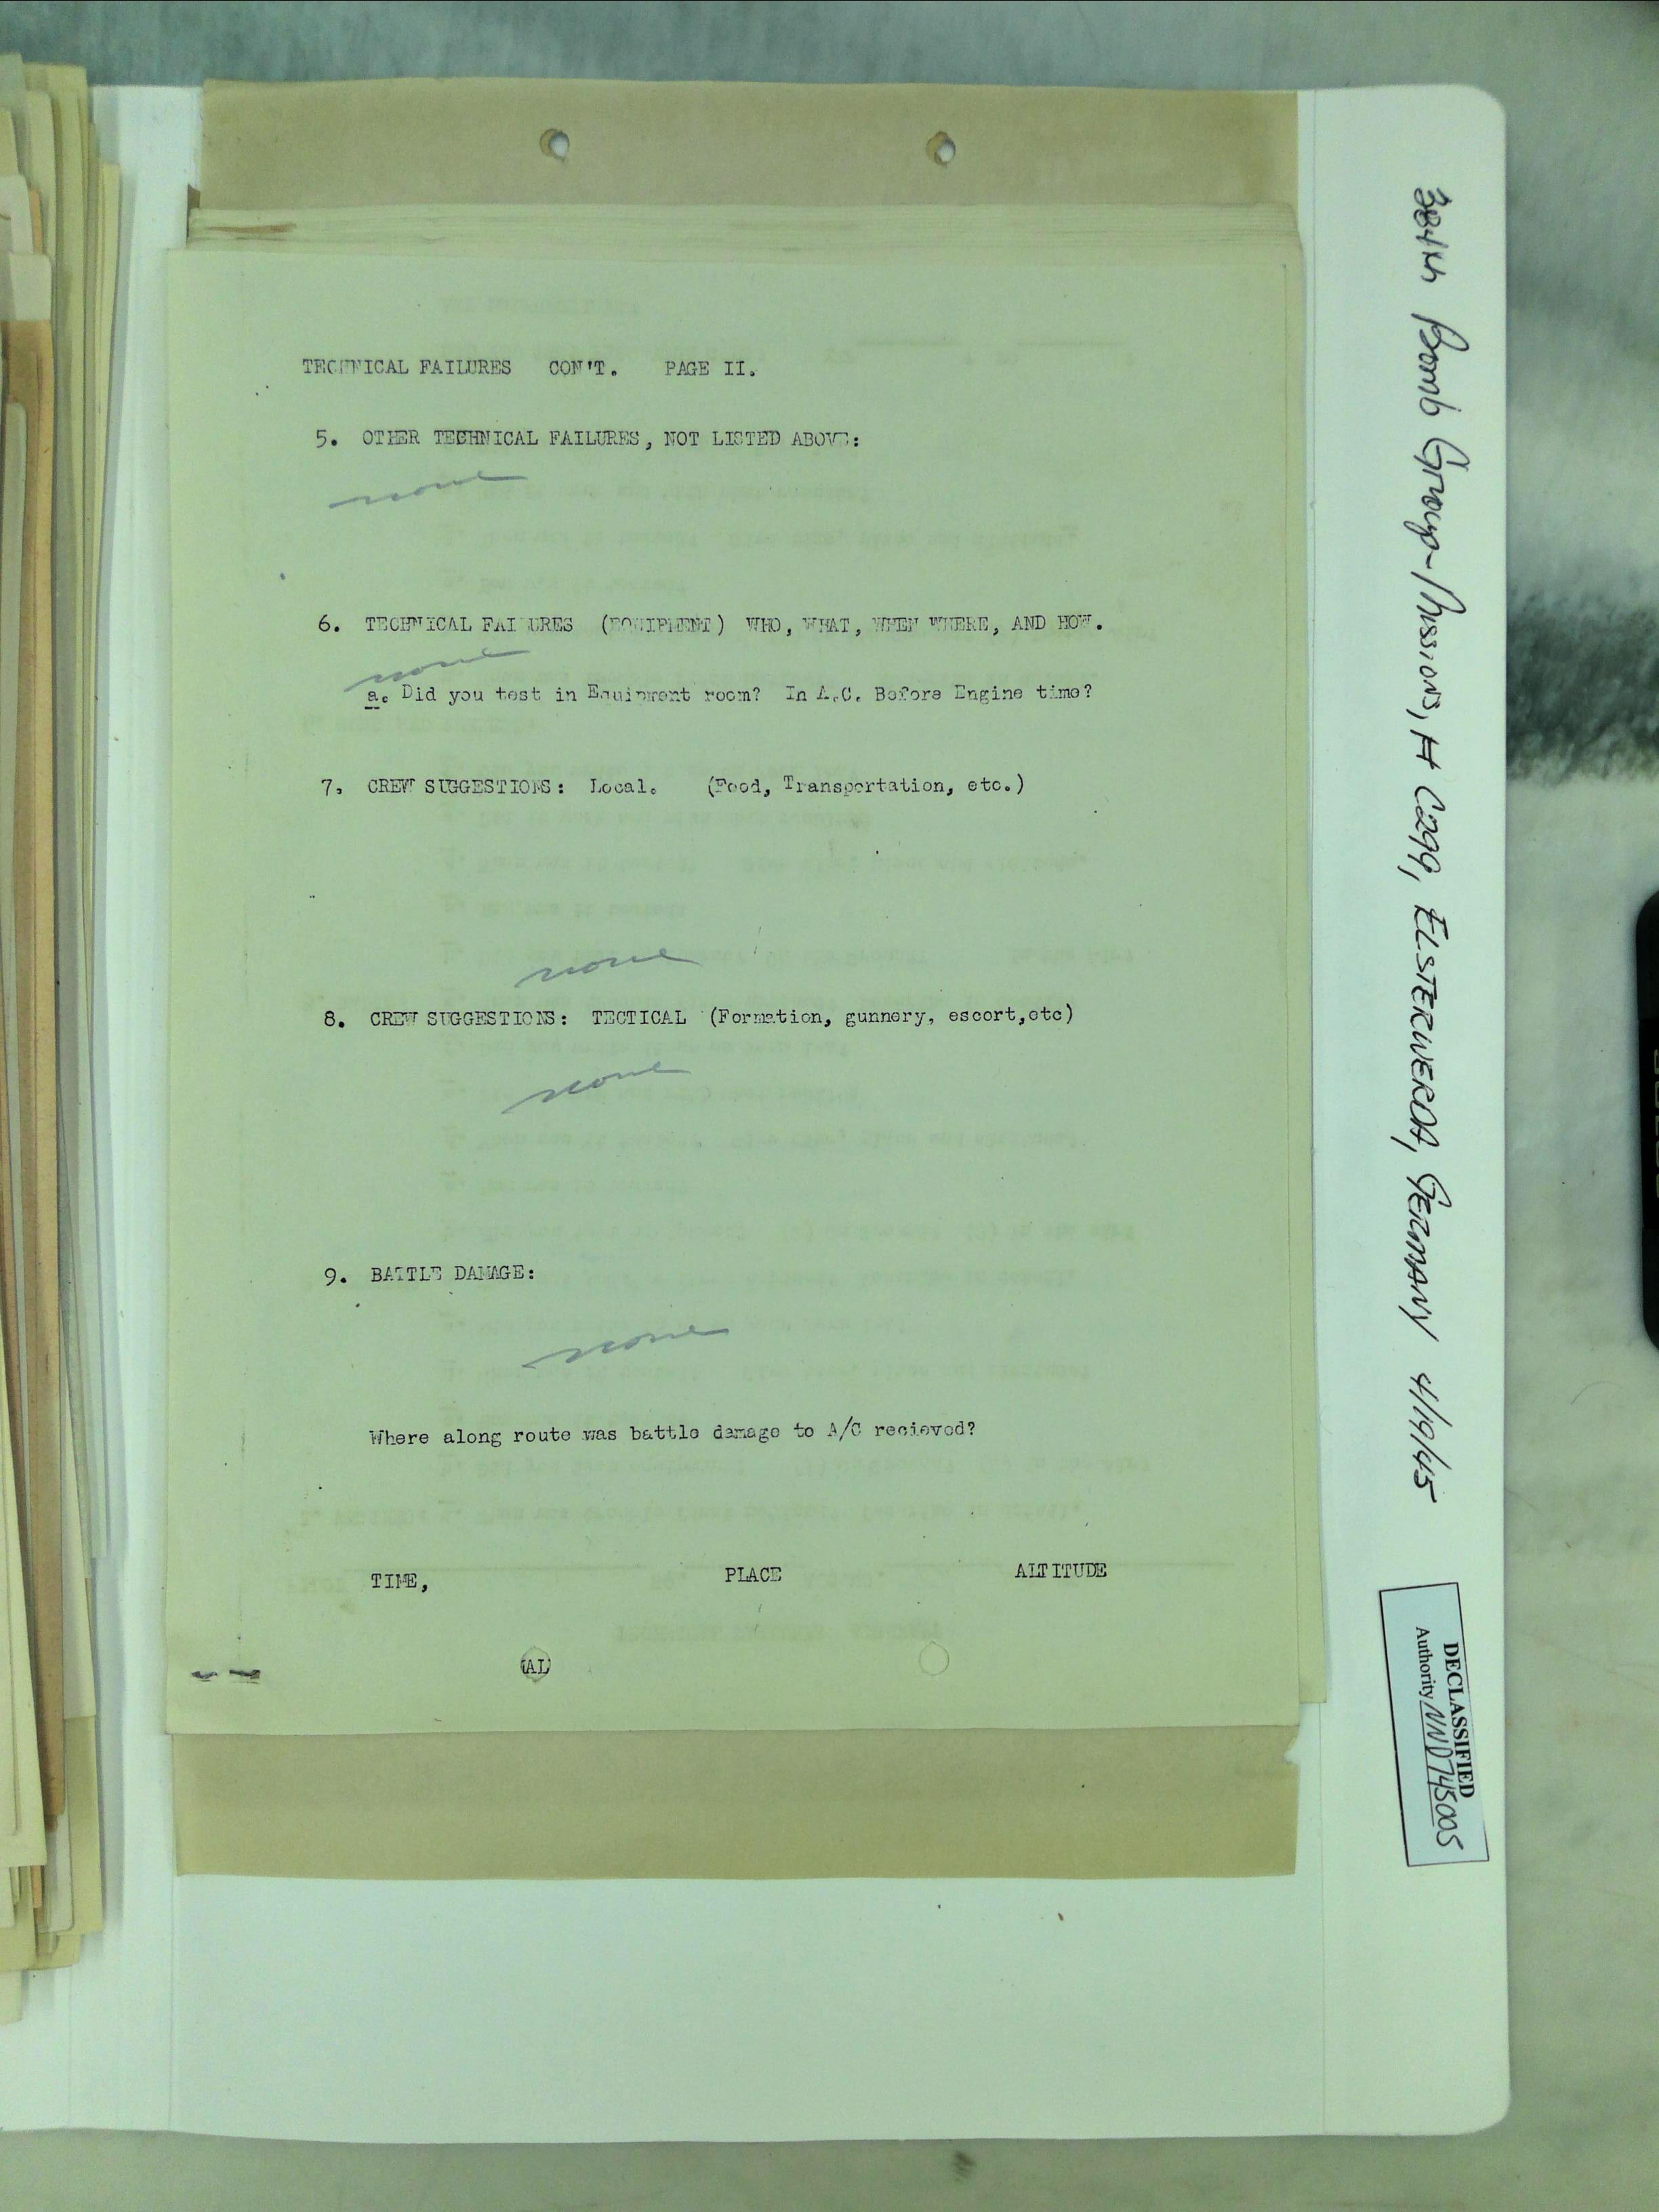 TECHNICAL FAILURES CON'T. PAGE II.
5. OTHER TECHNICAL FAILURES, NOT LISTED ABOVE:
none
6. TECHNICAL FAILURES (EQUIPMENT) WHO, WHAT, WHEN WHERE, AND HOW.
none
a. Did you test in Equipment room? In A.C. Before Engine time?
7. CREW SUGGESTIONS: Local. (Food, Transportation, etc.)
none
8. CREW SUGGESTIONS: TECTICAL (Formation, gunnery, escort,etc)
none
9. BATTLE DAMAGE:
none
Where along route was battle damage to A/C recieved?
TIME, PLACE ALTITUDE
(AL)
384th Bomb Group-Missions, # 299, ELSTERWERDA, GERMANY 4/19/45
DECLASSIFIED
Authority NND745005